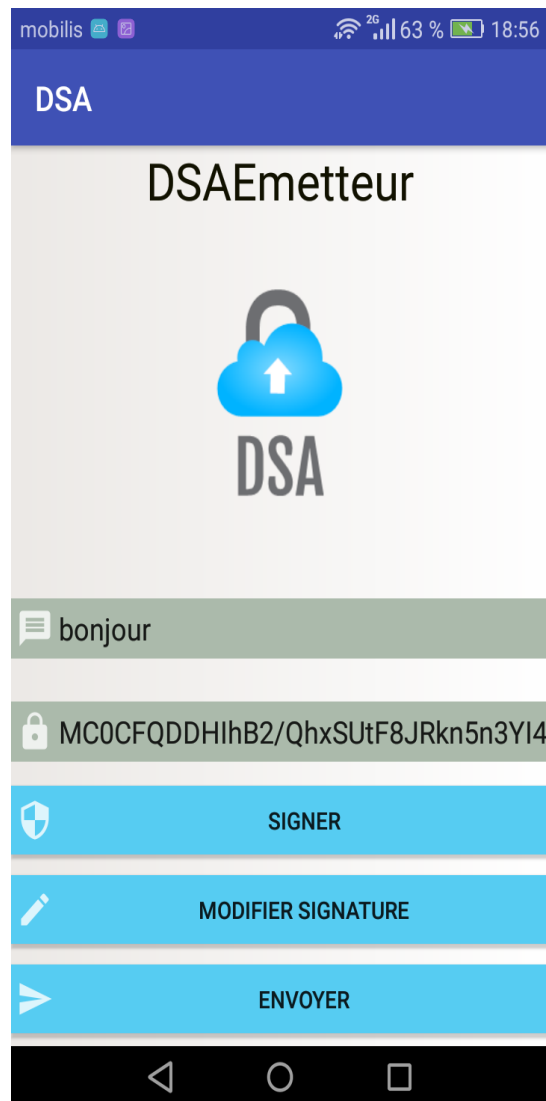 mobilis 2G 63 % 18:56
DSA
DSAEmetteur
DSA
bonjour
MC0CFQDDHIhB2/QhxSUtF8JRkn5n3YI4
SIGNER
MODIFIER SIGNATURE
ENVOYER